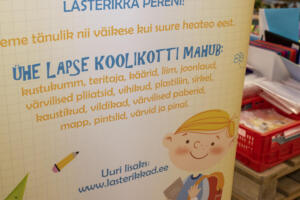 LASTERIKKA PERENI!
eme tänulik nii väikese kui suure heateo eest.
ÜHE LAPSE KOOLIKOTTI MAHUB:
kustukumm, teritaja, käärid, liim, joonlaud,
värvilised pliiatsid, vihikud, plastiliin, sirkel,
kaustikud, vildikad, värvilised paberid,
mapp, pintslid, värvid ja pinal.
Uuri lisaks:
www.lasterikkad.ee